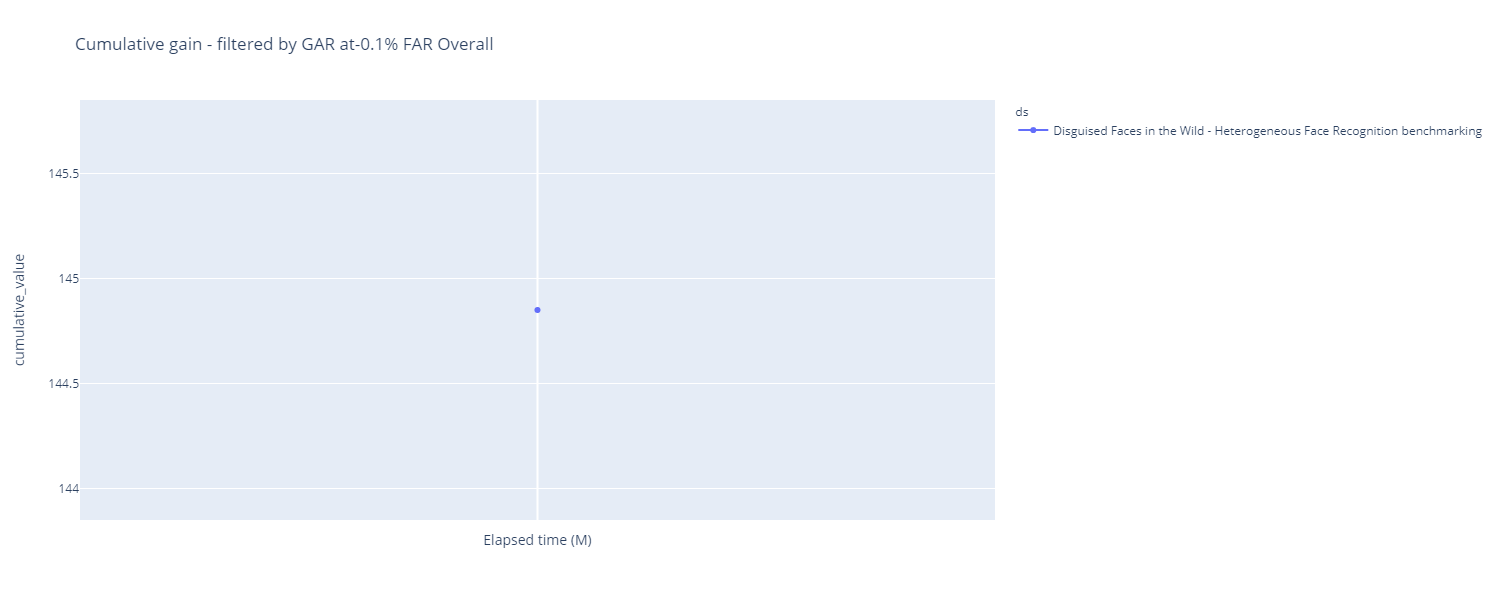 Cumulative gain - filtered by GAR at-0.1% FAR Overall
ds
Disguised Faces in the Wild - Heterogeneous Face Recognition benchmarking
145.5
145
144.5
144
cumulative_value
Elapsed time (M)